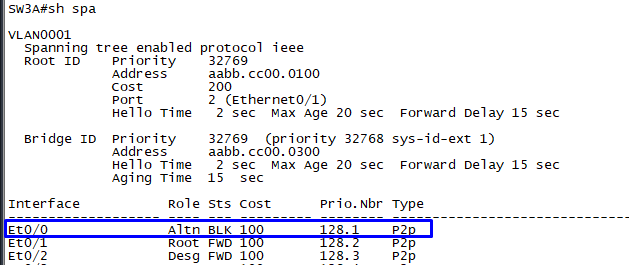 SW3A#sh spa
VLAN0001
Spanning tree enabled protocol ieee
Root ID Priority 32769
Address aabb.cc00.0100
Cost 200
Port 2 (Ethernet0/1)
Hello Time 2 sec Max Age 20 sec Forward Delay 15 sec
Bridge ID Priority 32769 (priority 32768 sys-id-ext 1)
Address aabb.cc00.0300
Hello Time 2 sec Max Age 20 sec Forward Delay 15 sec
Aging Time 15 sec
Interface Role Sts Cost Prio.Nbr Type
------------------- ---- --- --------- -------- --------------------------------
Et0/0 Altn BLK 100 128.1 P2p
Et0/1 Root FWD 100 128.2 P2p
Et0/2 Desg FWD 100 128.3 P2p